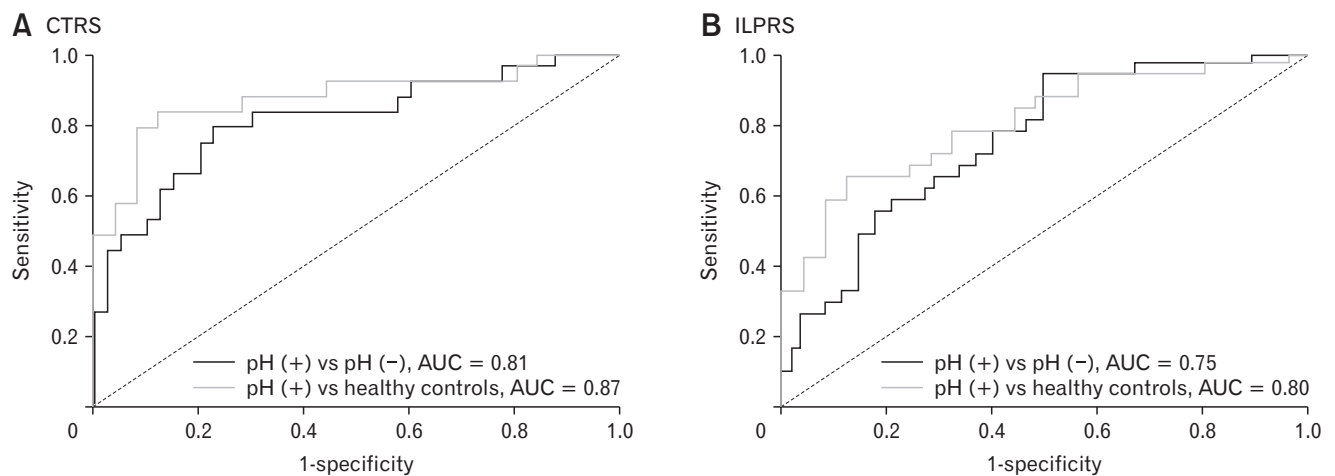 A CTRS
1.0
0.8
0.6
0.4
0.2
Sensitivity
pH (+) vs pH (−), AUC = 0.81
pH (+) vs healthy controls, AUC = 0.87
0 0.2 0.4 0.6 0.8 1.0
1-specificity
B ILPRS
1.0
0.8
0.6
0.4
0.2
Sensitivity
pH (+) vs pH (−), AUC = 0.75
pH (+) vs healthy controls, AUC = 0.80
0 0.2 0.4 0.6 0.8 1.0
1-specificity